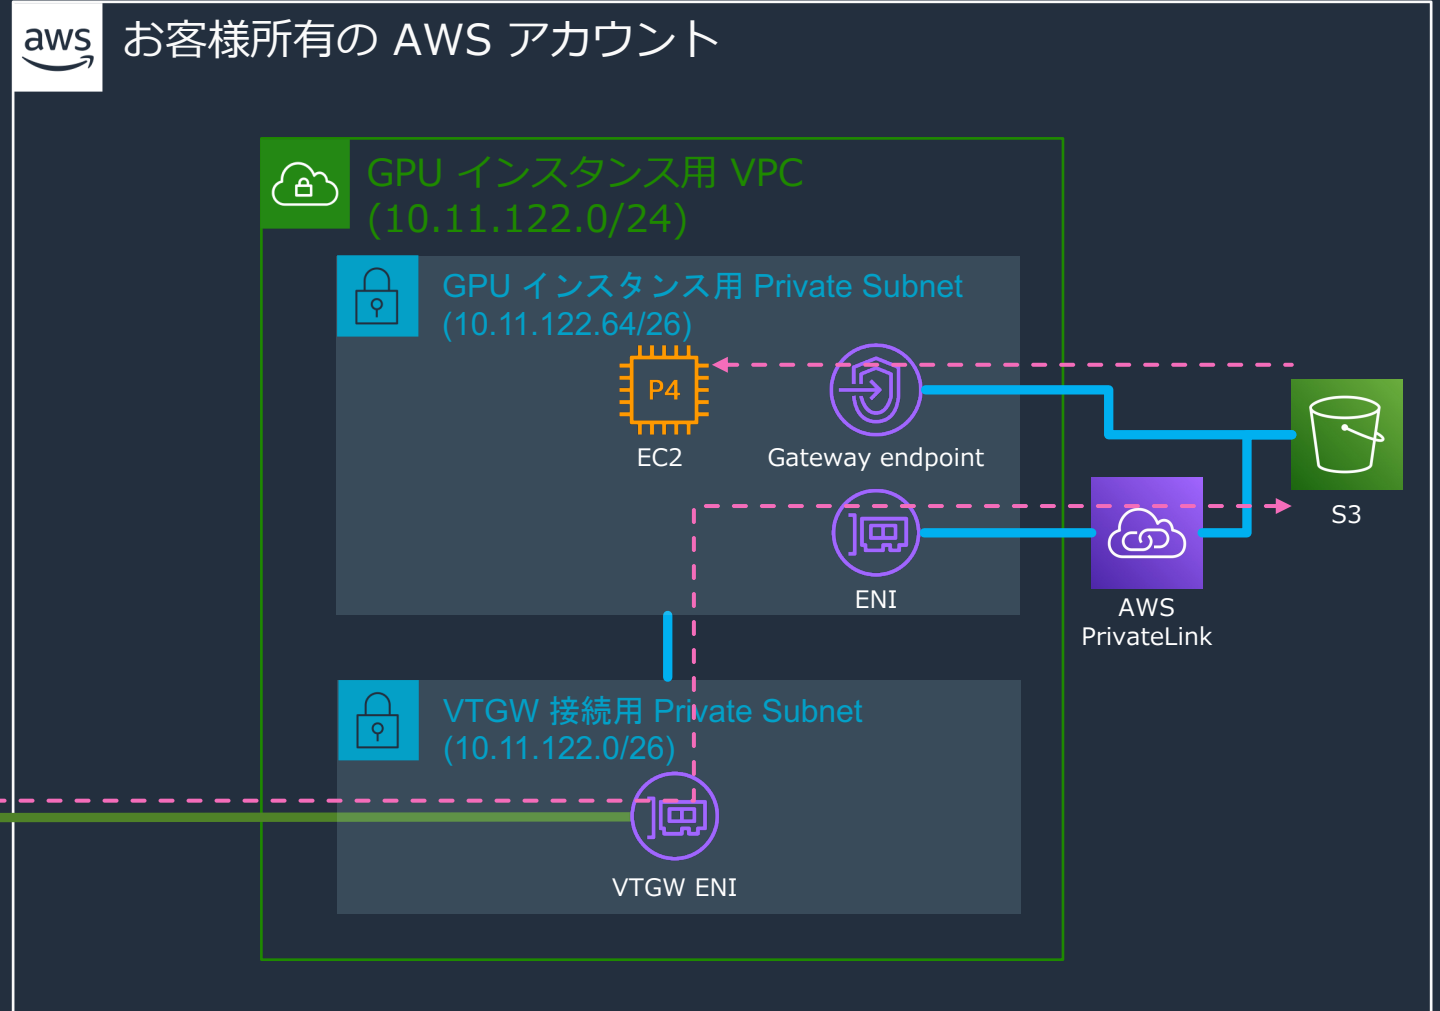 aws
お客様所有の AWS アカウント
GPU インスタンス用 VPC
(10.11.122.0/24)
GPU インスタンス用 Private Subnet
(10.11.122.64/26)
P4
EC2
Gateway endpoint
S3
ENI
AWS
PrivateLink
VTGW 接続用 Private Subnet
(10.11.122.0/26)
VTGW ENI